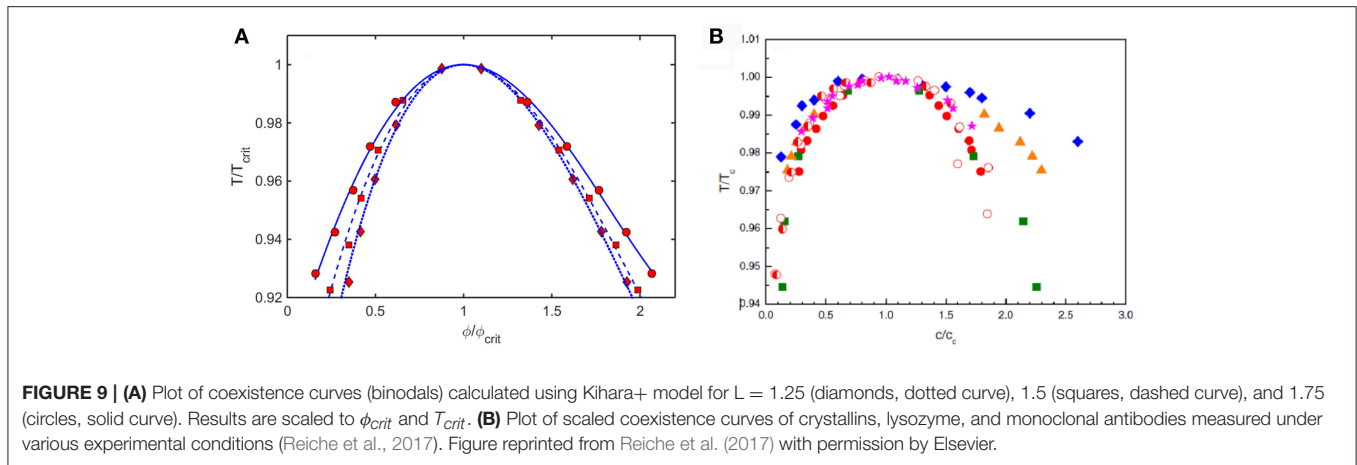 A
B
T/T_crit
1
0.98
0.96
0.94
0.92
0
0.5
1
1.5
2
ϕ/ϕ_crit
T/T_c
1.01
1.00
0.99
0.98
0.97
0.96
0.95
0.94
0.0
0.5
1.0
1.5
2.0
2.5
3.0
c/c_c
FIGURE 9 | (A) Plot of coexistence curves (binodals) calculated using Kihara+ model for L = 1.25 (diamonds, dotted curve), 1.5 (squares, dashed curve), and 1.75
(circles, solid curve). Results are scaled to ϕ_crit and T_crit. (B) Plot of scaled coexistence curves of crystallins, lysozyme, and monoclonal antibodies measured under
various experimental conditions (Reiche et al., 2017). Figure reprinted from Reiche et al. (2017) with permission by Elsevier.